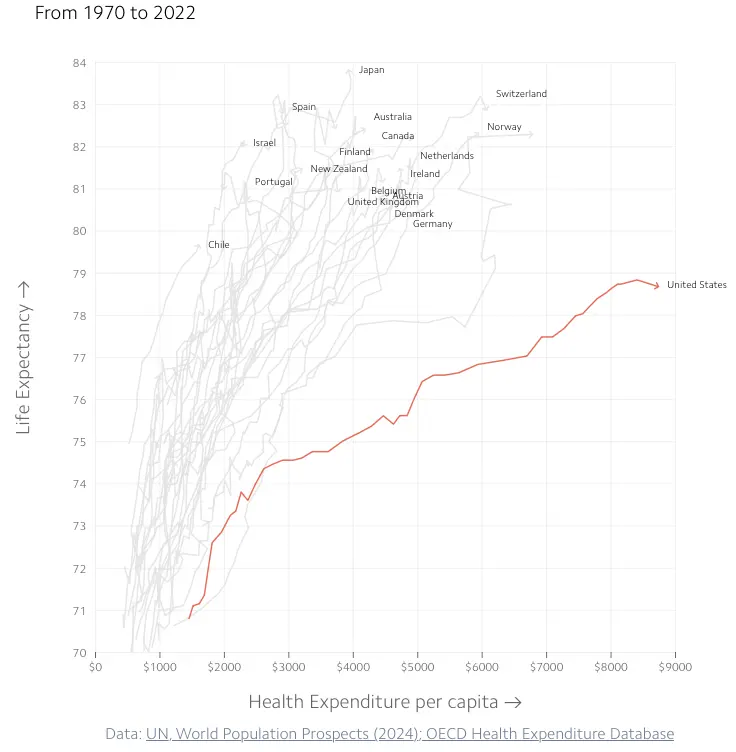 From 1970 to 2022
84
Japan
83
Switzerland
Spain
Australia
Norway
Canada
82
Israel
Finland
Netherlands
New Zealand
Ireland
81
Portugal
Belgium
Austria
United Kingdom
Denmark
80
Germany
Chile
79
United States
78
77
76
75
74
73
72
71
70
Life Expectancy →
$0 $1000 $2000 $3000 $4000 $5000 $6000 $7000 $8000 $9000
Health Expenditure per capita →
Data: UN, World Population Prospects (2024); OECD Health Expenditure Database